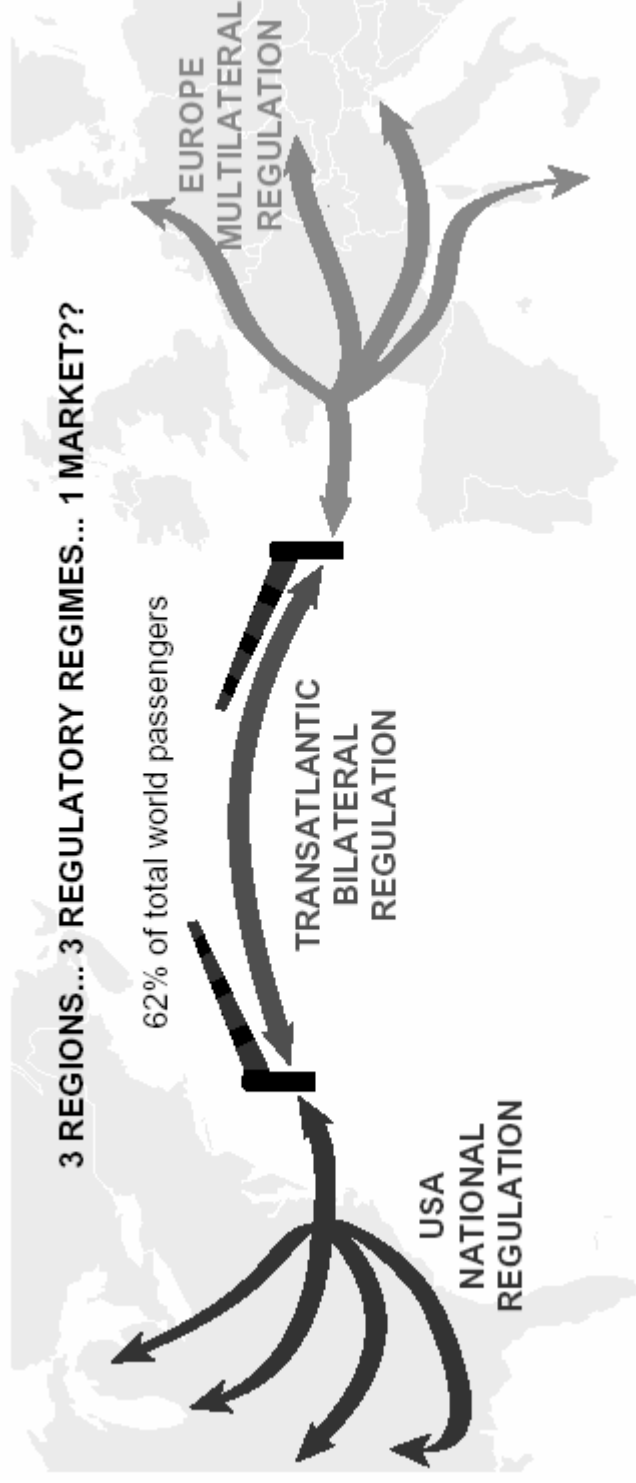 3 REGIONS... 3 REGULATORY REGIMES... 1 MARKET??
62% of total world passengers
USA
NATIONAL
REGULATION
TRANSATLANTIC
BILATERAL
REGULATION
EUROPE
MULTILATERAL
REGULATION